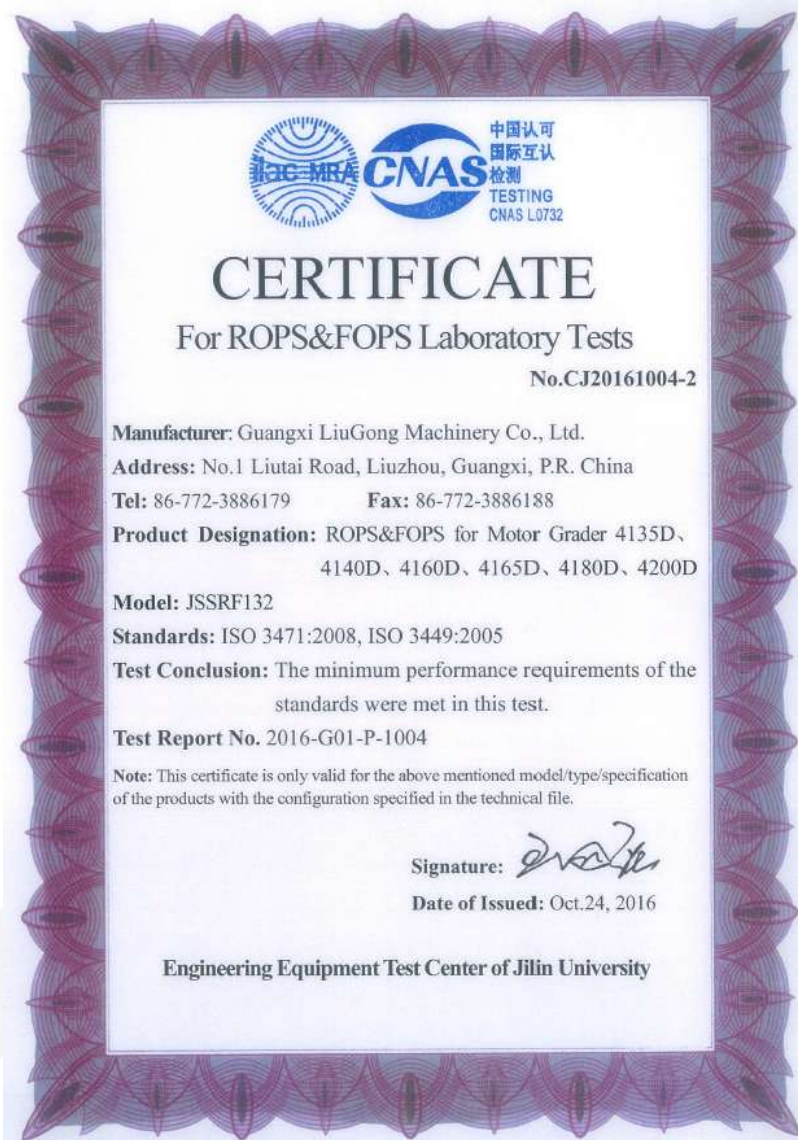 ilac-MRA
CNAS
中国认可
国际互认
检测
TESTING
CNAS L0732
CERTIFICATE
For ROPS&FOPS Laboratory Tests
No.CJ20161004-2
Manufacturer: Guangxi LiuGong Machinery Co., Ltd.
Address: No.1 Liutai Road, Liuzhou, Guangxi, P.R. China
Tel: 86-772-3886179 Fax: 86-772-3886188
Product Designation: ROPS&FOPS for Motor Grader 4135D、
4140D、4160D、4165D、4180D、4200D
Model: JSSRF132
Standards: ISO 3471:2008, ISO 3449:2005
Test Conclusion: The minimum performance requirements of the
standards were met in this test.
Test Report No. 2016-G01-P-1004
Note: This certificate is only valid for the above mentioned model/type/specification
of the products with the configuration specified in the technical file.
Signature:
Date of Issued: Oct.24, 2016
Engineering Equipment Test Center of Jilin University